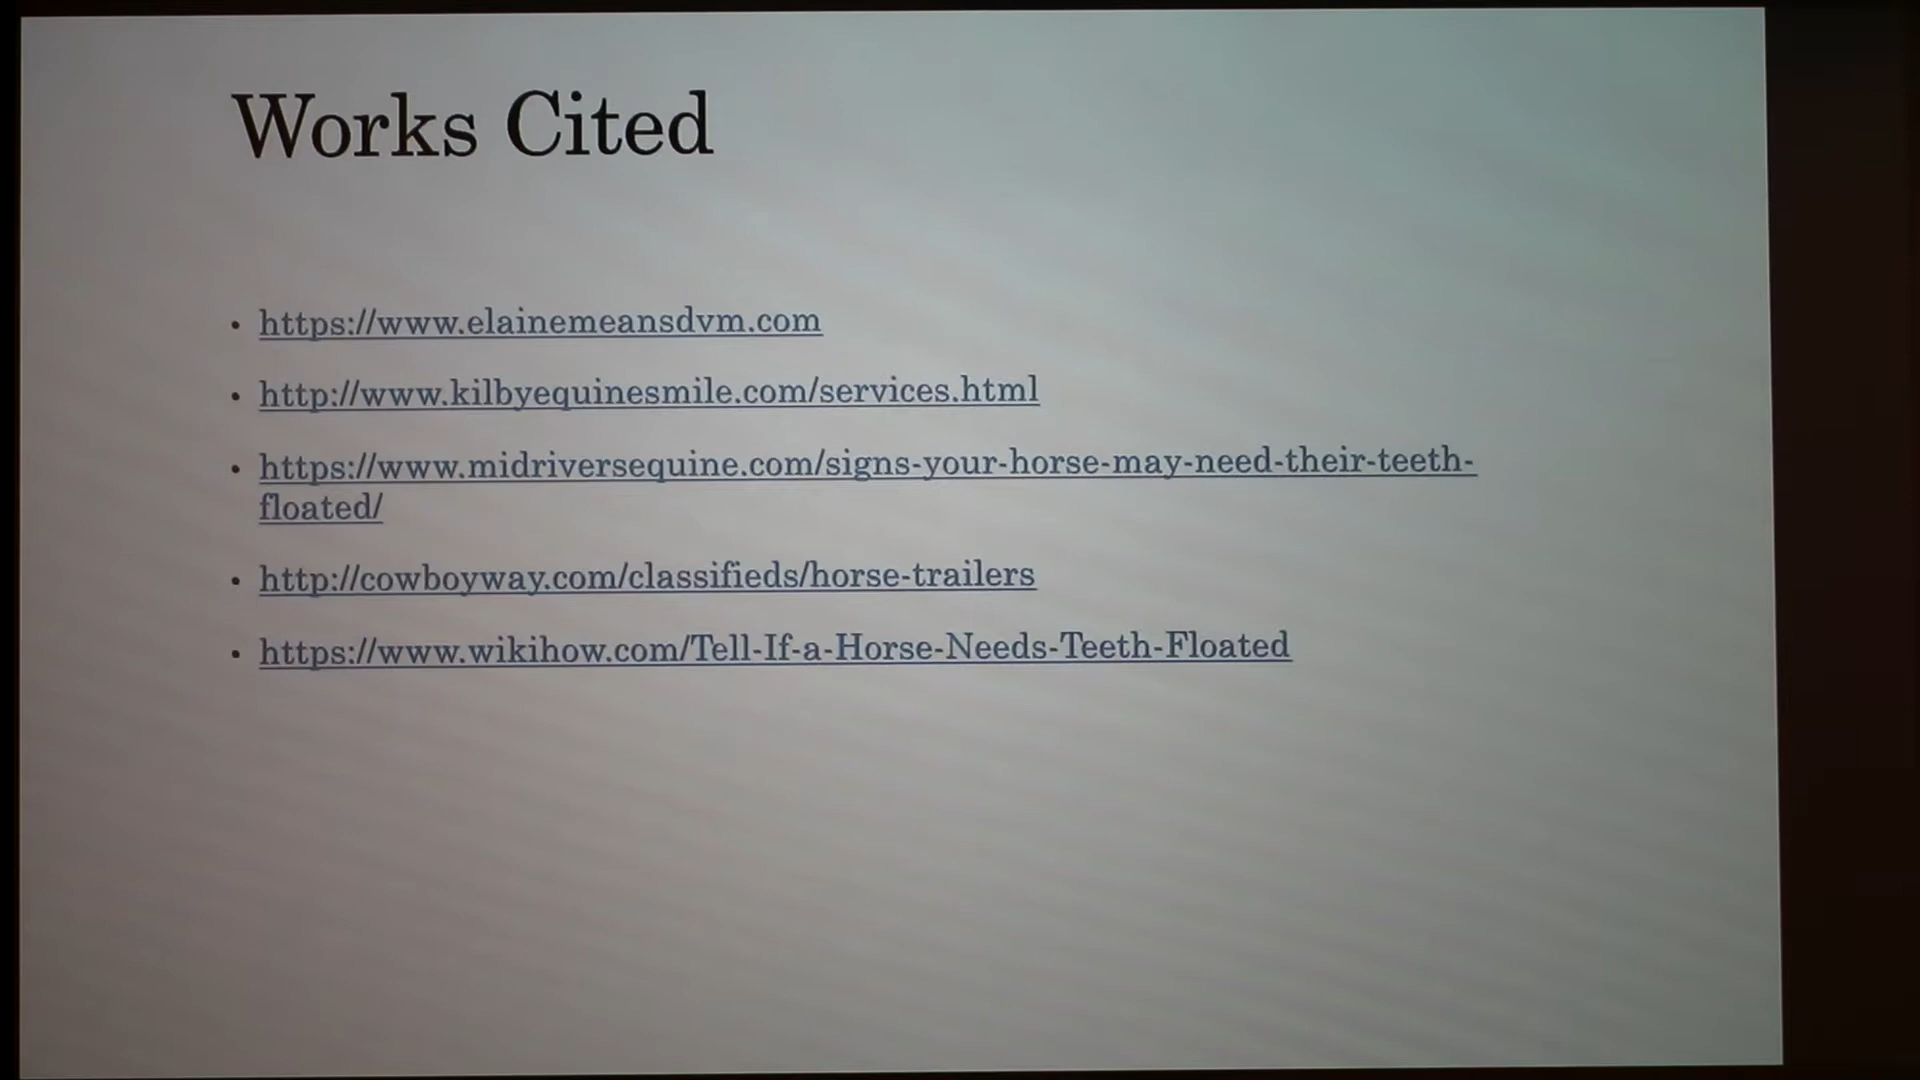 Works Cited
• https://www.elainemeansdvm.com
• http://www.kilbyequinesmile.com/services.html
• https://www.midriversequine.com/signs-your-horse-may-need-their-teeth-
floated/
• http://cowboyway.com/classifieds/horse-trailers
• https://www.wikihow.com/Tell-If-a-Horse-Needs-Teeth-Floated